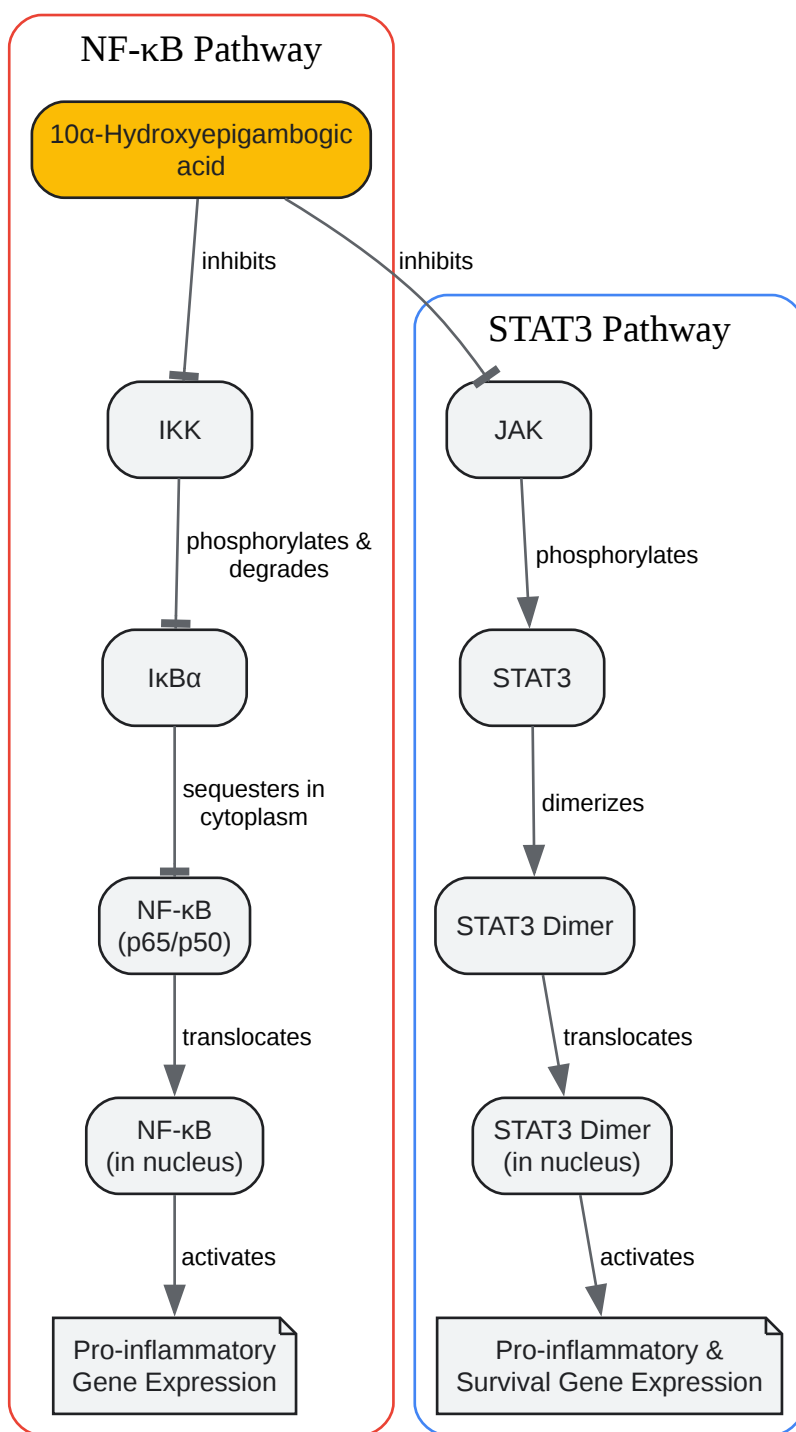 NF-κB Pathway
10α-Hydroxyepigambogic
acid
inhibits
inhibits
STAT3 Pathway
IKK
JAK
phosphorylates &
degrades
phosphorylates
IκBα
STAT3
sequesters in
cytoplasm
dimerizes
NF-κB
(p65/p50)
STAT3 Dimer
translocates
translocates
NF-κB
(in nucleus)
STAT3 Dimer
(in nucleus)
activates
activates
Pro-inflammatory
Gene Expression
Pro-inflammatory &
Survival Gene Expression